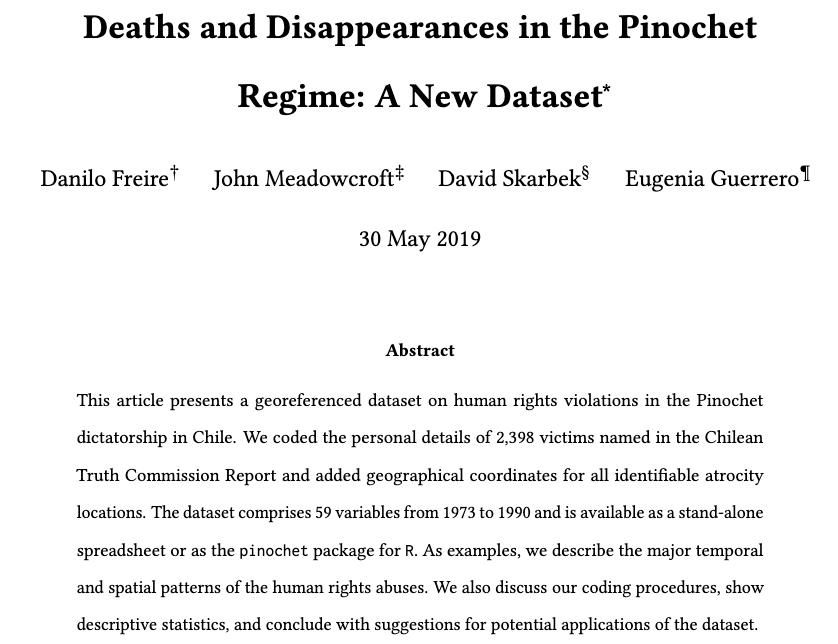 Deaths and Disappearances in the Pinochet
Regime: A New Dataset*
Danilo Freire† John Meadowcroft‡ David Skarbek§ Eugenia Guerrero¶
30 May 2019
Abstract
This article presents a georeferenced dataset on human rights violations in the Pinochet
dictatorship in Chile. We coded the personal details of 2,398 victims named in the Chilean
Truth Commission Report and added geographical coordinates for all identifiable atrocity
locations. The dataset comprises 59 variables from 1973 to 1990 and is available as a stand-alone
spreadsheet or as the pinochet package for R. As examples, we describe the major temporal
and spatial patterns of the human rights abuses. We also discuss our coding procedures, show
descriptive statistics, and conclude with suggestions for potential applications of the dataset.